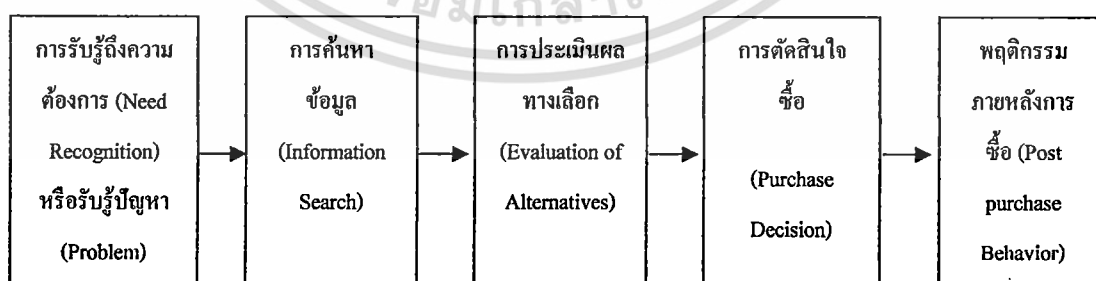 การรับรู้ถึงความ
ต้องการ (Need
Recognition)
หรือรับรู้ปัญหา
(Problem)
การค้นหา
ข้อมูล
(Information
Search)
การประเมินผล
ทางเลือก
(Evaluation of
Alternatives)
การตัดสินใจ
ซื้อ
(Purchase
Decision)
พฤติกรรม
ภายหลังการ
ซื้อ (Post
purchase
Behavior)